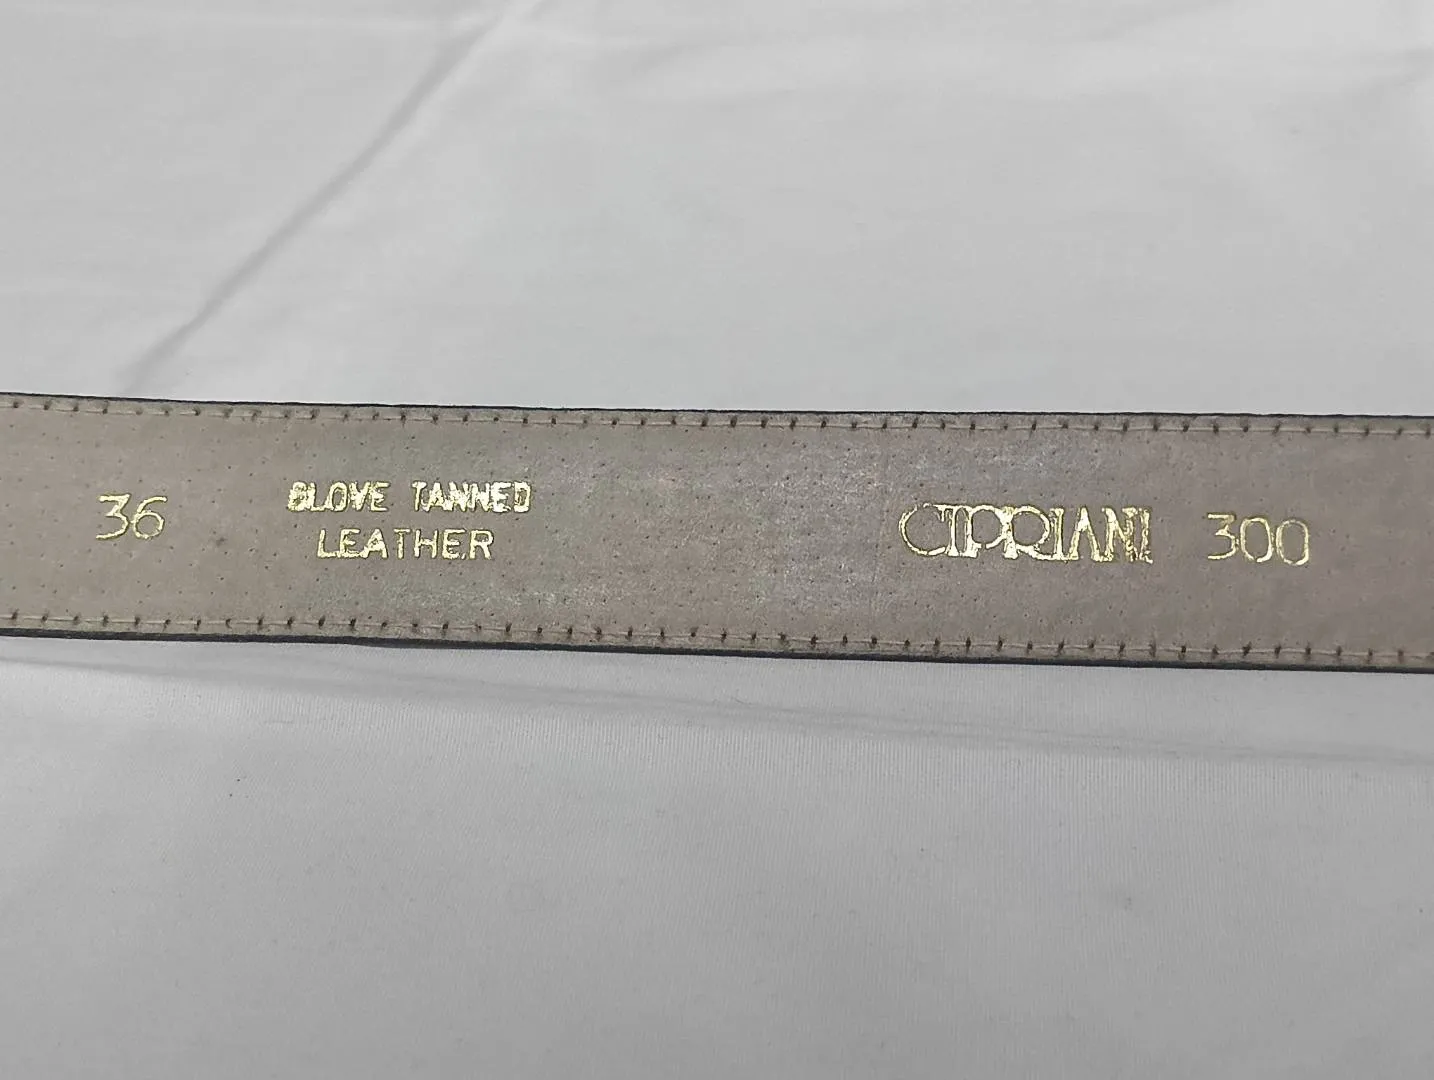 36
GLOVE TANNED
LEATHER
CIPRIANI 300